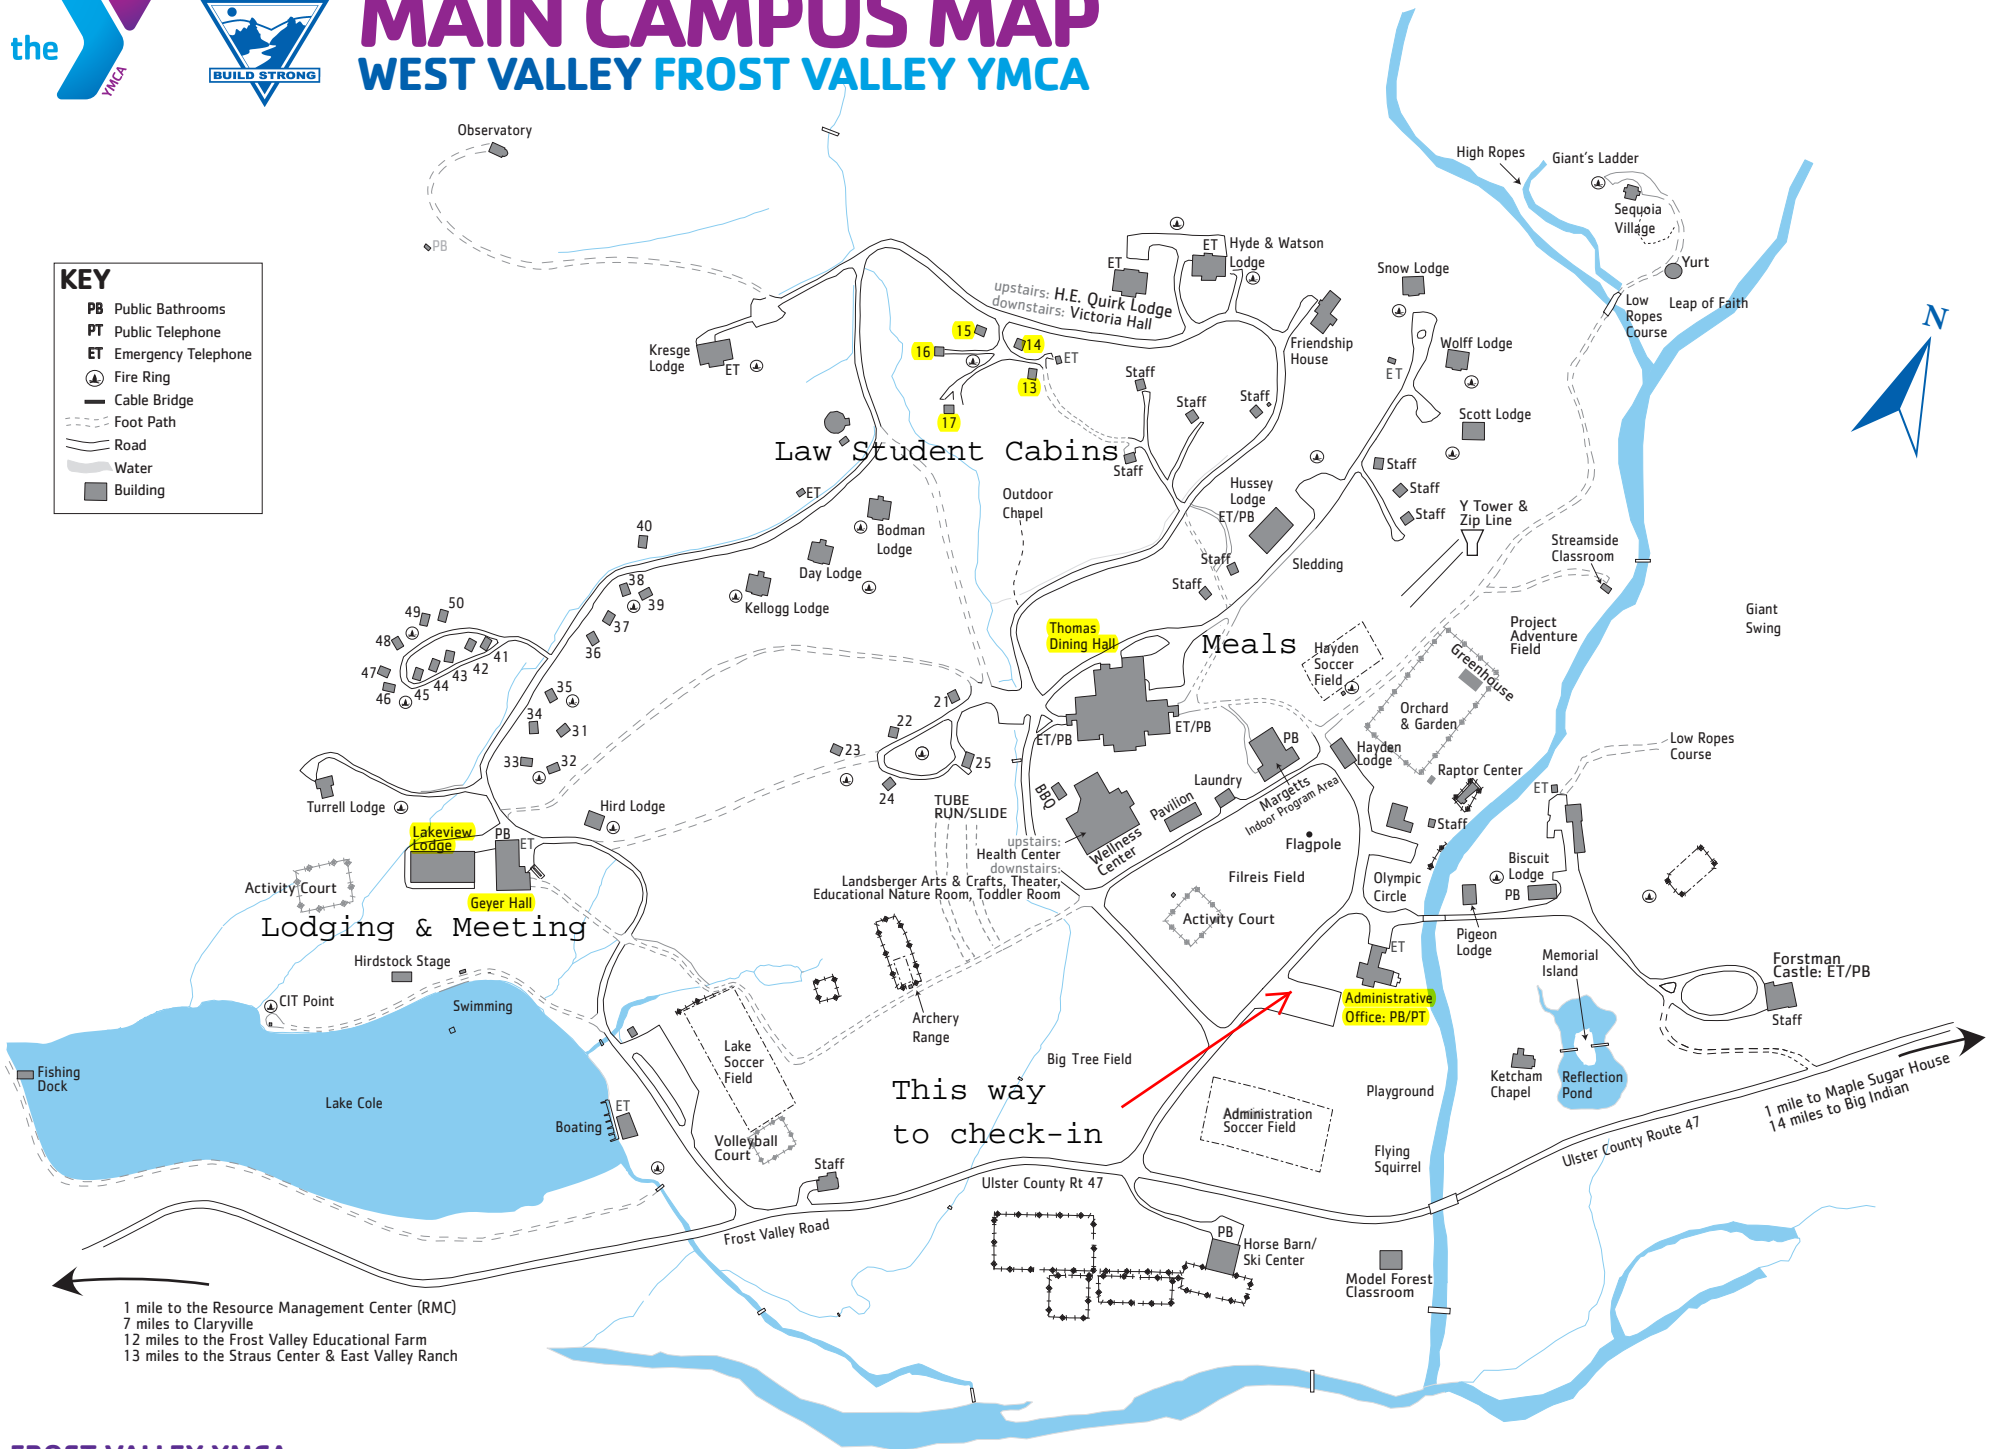 the
YMCA
BUILD STRONG
MAIN CAMPUS MAP
WEST VALLEY FROST VALLEY YMCA
Observatory
PB
KEY
PB Public Bathrooms
PT Public Telephone
ET Emergency Telephone
Fire Ring
Cable Bridge
Foot Path
Road
Water
Building
High Ropes
Giant's Ladder
Sequoia
Village
Yurt
Low
Ropes
Course
Leap of Faith
N
ET
Hyde & Watson
Lodge
ET
upstairs: H.E. Quirk Lodge
downstairs: Victoria Hall
Snow Lodge
Friendship
House
Wolff Lodge
ET
Scott Lodge
Kresge
Lodge
ET
15
14
16
ET
13
17
Law Student Cabins
Staff
Staff
Staff
Staff
Staff
Staff
Staff
Hussey
Lodge
ET/PB
Y Tower &
Zip Line
Outdoor
Chapel
ET
Bodman
Lodge
Day Lodge
Kellogg Lodge
Sledding
Staff
Staff
Streamside
Classroom
Giant
Swing
Project
Adventure
Field
Greenhouse
Orchard
& Garden
Hayden
Soccer
Field
40
38
39
37
36
50
49
48
47
46
45
44
43
42
41
35
34
31
33
32
Thomas
Dining Hall
Meals
ET/PB
ET/PB
21
22
23
24
25
Turrell Lodge
Hird Lodge
Lakeview
Lodge
PB
ET
Geyer Hall
Activity Court
Lodging & Meeting
TUBE
RUN/SLIDE
BBQ
Pavilion
Laundry
PB
Margetts
Indoor Program Area
Hayden
Lodge
Raptor Center
Staff
Low Ropes
Course
ET
upstairs:
Health Center
downstairs:
Landsberger Arts & Crafts, Theater,
Educational Nature Room, Toddler Room
Wellness
Center
Flagpole
Filreis Field
Activity Court
Olympic
Circle
Biscuit
Lodge
PB
Pigeon
Lodge
ET
Administrative
Office: PB/PT
Memorial
Island
Forstman
Castle: ET/PB
Staff
Hirdstock Stage
CIT Point
Swimming
Fishing
Dock
Lake Cole
Boating
ET
Lake
Soccer
Field
Volleyball
Court
Archery
Range
Big Tree Field
This way
to check-in
Administration
Soccer Field
Playground
Flying
Squirrel
Ketcham
Chapel
Reflection
Pond
1 mile to Maple Sugar House
14 miles to Big Indian
Ulster County Route 47
Staff
Ulster County Rt 47
Frost Valley Road
PB
Horse Barn/
Ski Center
Model Forest
Classroom
1 mile to the Resource Management Center (RMC)
7 miles to Claryville
12 miles to the Frost Valley Educational Farm
13 miles to the Straus Center & East Valley Ranch
FROST VALLEY YMCA